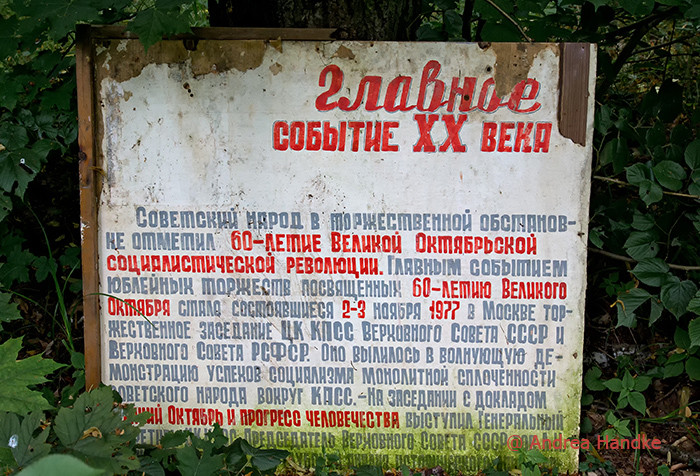 Главное
событие XX века
Советский народ в торжественной обстанов-
ке отметил 60-летие Великой Октябрьской
социалистической революции. Главным событием
юбилейных торжеств посвященных 60-летию Великого
Октября стало состоявшиеся 2-3 ноября 1977 в Москве тор-
жественное заседание ЦК КПСС Верховного Совета СССР и
Верховного Совета РСФСР. Оно вылилось в волнующую де-
монстрацию успехов социализма монолитной сплоченности
советского народа вокруг КПСС.-На заседании с докладом
Октябрь и прогресс человечества выступил Генеральный
председатель Верховного Совета СССР
@ Andrea Handke